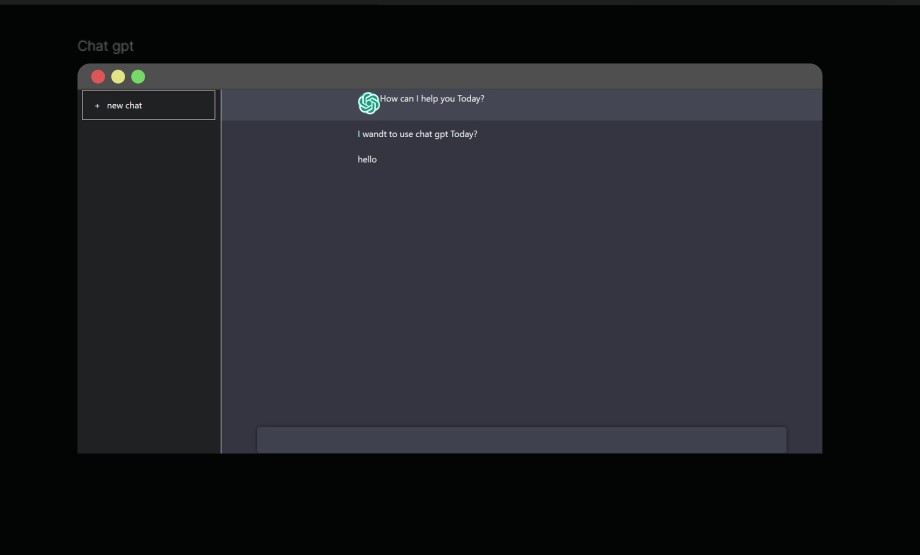 Chat gpt
+ new chat
How can I help you Today?
I wandt to use chat gpt Today?
hello